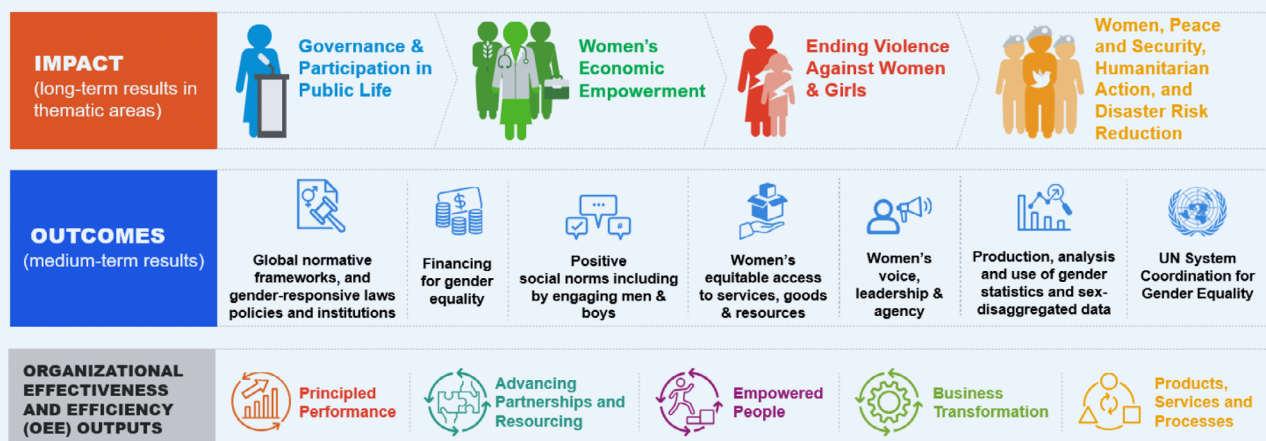 IMPACT
(long-term results in
thematic areas)
Governance &
Participation in
Public Life
Women's
Economic
Empowerment
Ending Violence
Against Women
& Girls
Women, Peace
and Security,
Humanitarian
Action, and
Disaster Risk
Reduction
OUTCOMES
(medium-term results)
Global normative
frameworks, and
gender-responsive laws
policies and institutions
$
Financing
for gender
equality
...
#
Positive
social norms including
by engaging men &
boys
Women's
equitable access
to services, goods
& resources
Women's
voice,
leadership &
agency
Production, analysis
and use of gender
statistics and sex-
disaggregated data
UN System
Coordination for
Gender Equality
ORGANIZATIONAL
EFFECTIVENESS
AND EFFICIENCY
(OEE) OUTPUTS
Principled
Performance
Advancing
Partnerships and
Resourcing
Empowered
People
Business
Transformation
Products,
Services and
Processes